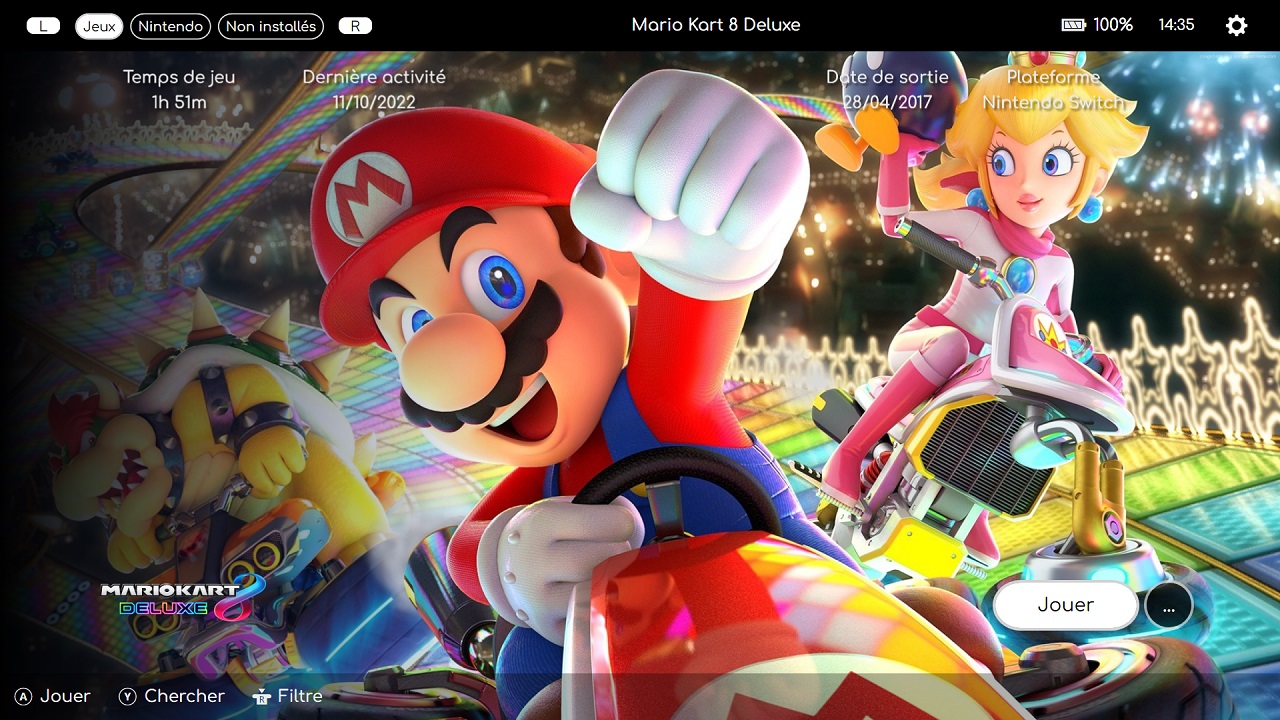 L Jeux Nintendo Non installés R Mario Kart 8 Deluxe 100% 14:35
Temps de jeu Dernière activité Date de sortie Plateforme
1h 51m 11/10/2022 28/04/2017 Nintendo Switch
M
MARIOKART 8
DELUXE
Jouer ...
A Jouer Y Chercher R Filtre
M